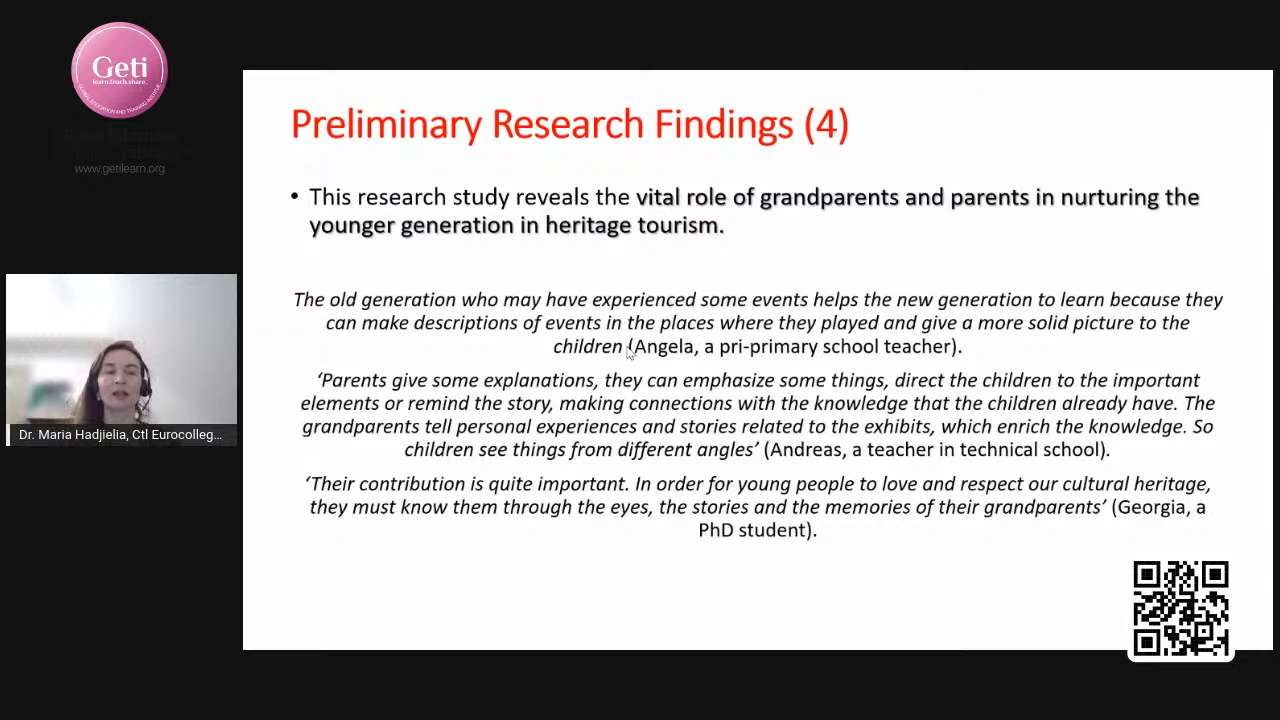 Geti
learn.teach.share.
GLOBAL EDUCATION AND TRAINING INSTITUTE
www.getilearn.org
Preliminary Research Findings (4)
• This research study reveals the vital role of grandparents and parents in nurturing the
younger generation in heritage tourism.
The old generation who may have experienced some events helps the new generation to learn because they
can make descriptions of events in the places where they played and give a more solid picture to the
children (Angela, a pri-primary school teacher).
‘Parents give some explanations, they can emphasize some things, direct the children to the important
elements or remind the story, making connections with the knowledge that the children already have. The
grandparents tell personal experiences and stories related to the exhibits, which enrich the knowledge. So
children see things from different angles’ (Andreas, a teacher in technical school).
‘Their contribution is quite important. In order for young people to love and respect our cultural heritage,
they must know them through the eyes, the stories and the memories of their grandparents’ (Georgia, a
PhD student).
Dr. Maria Hadjielia, Ctl Eurocolleg...